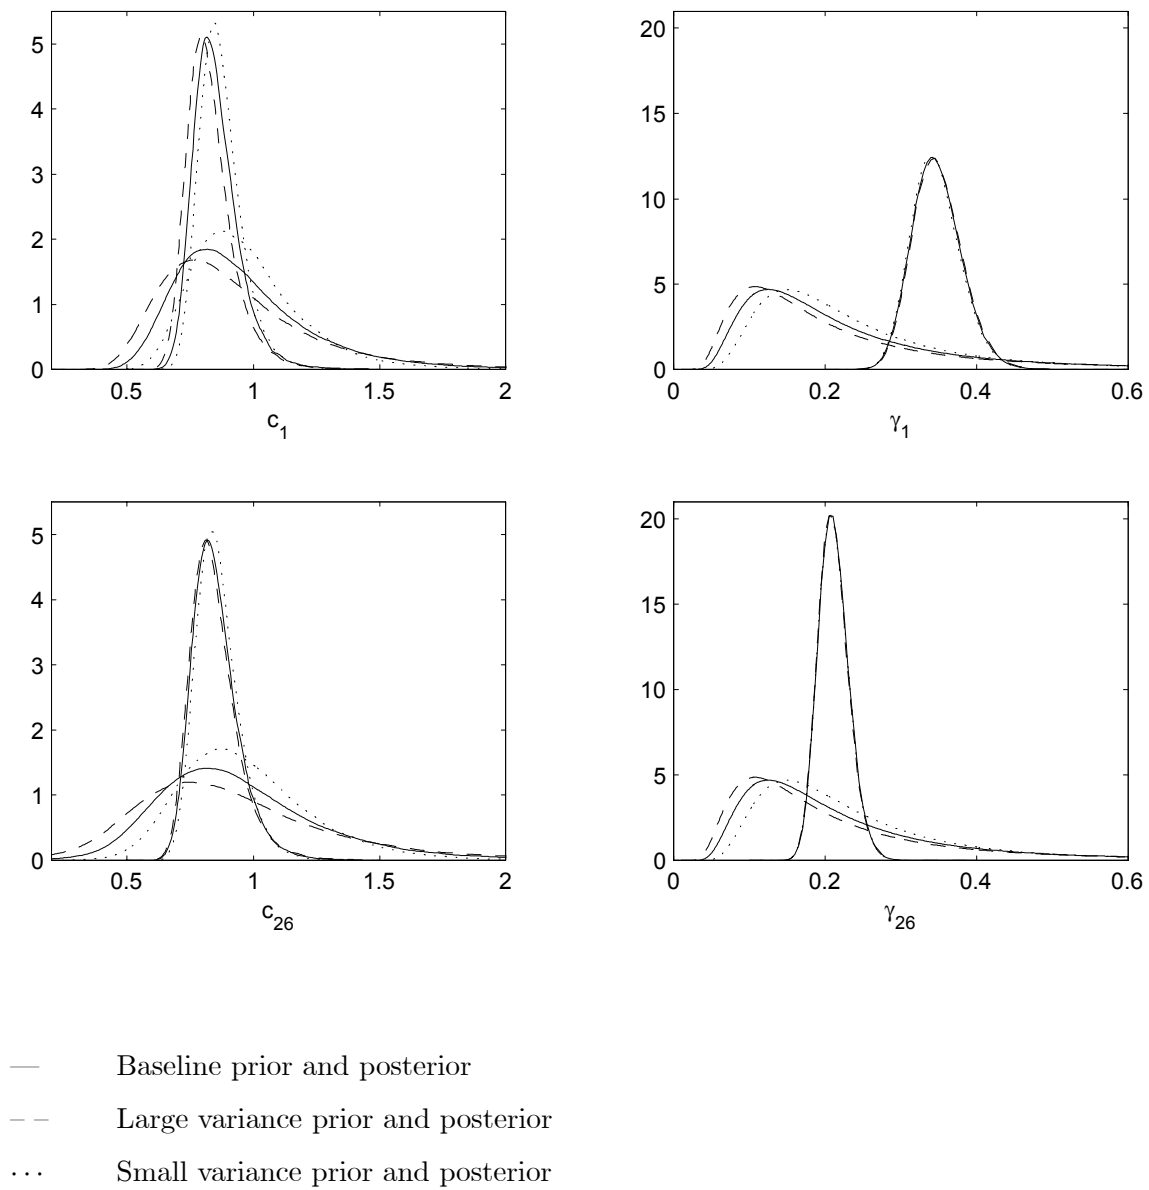 5
4
3
2
1
0
0.5 1 1.5 2
c1
20
15
10
5
0
0 0.2 0.4 0.6
γ1
5
4
3
2
1
0
0.5 1 1.5 2
c26
20
15
10
5
0
0 0.2 0.4 0.6
γ26
Baseline prior and posterior
Large variance prior and posterior
Small variance prior and posterior